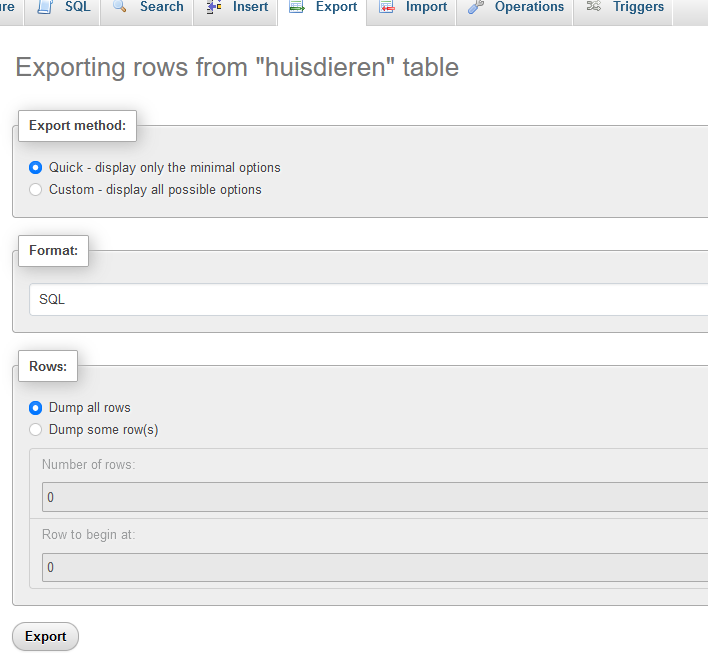 SQL Search Insert Export Import Operations Triggers
Exporting rows from "huisdieren" table
Export method:
Quick - display only the minimal options
Custom - display all possible options
Format:
SQL
Rows:
Dump all rows
Dump some row(s)
Number of rows:
0
Row to begin at:
0
Export